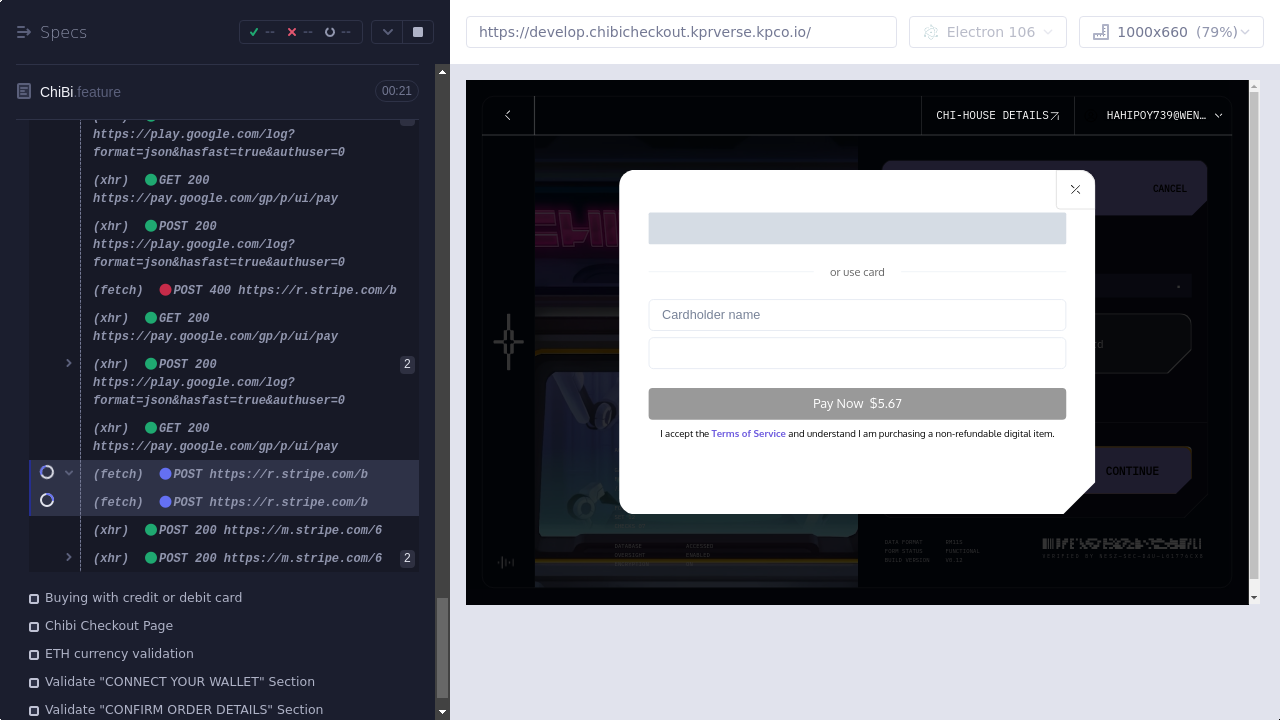 Specs
--
--
--
https://develop.chibicheckout.kprverse.kpco.io/
Electron 106
1000x660 (79%)
ChiBi.feature
00:21
https://play.google.com/log?
format=json&hasfast=true&authuser=0
(xhr) GET 200
https://pay.google.com/gp/p/ui/pay
(xhr) POST 200
https://play.google.com/log?
format=json&hasfast=true&authuser=0
(fetch) POST 400 https://r.stripe.com/b
(xhr) GET 200
https://pay.google.com/gp/p/ui/pay
(xhr) POST 200 2
https://play.google.com/log?
format=json&hasfast=true&authuser=0
(xhr) GET 200
https://pay.google.com/gp/p/ui/pay
(fetch) POST https://r.stripe.com/b
(fetch) POST https://r.stripe.com/b
(xhr) POST 200 https://m.stripe.com/6
(xhr) POST 200 https://m.stripe.com/6 2
Buying with credit or debit card
Chibi Checkout Page
ETH currency validation
Validate "CONNECT YOUR WALLET" Section
Validate "CONFIRM ORDER DETAILS" Section
CHI-HOUSE DETAILS
HAHIPOY739@WEN…
CANCEL
or use card
Cardholder name
Pay Now $5.67
I accept the Terms of Service and understand I am purchasing a non-refundable digital item.
CONTINUE
DATABASE ACCESSED
OVERSIGHT ENABLED
DATA FORMAT
FORM STATUS FUNCTIONAL
BUILD VERSION